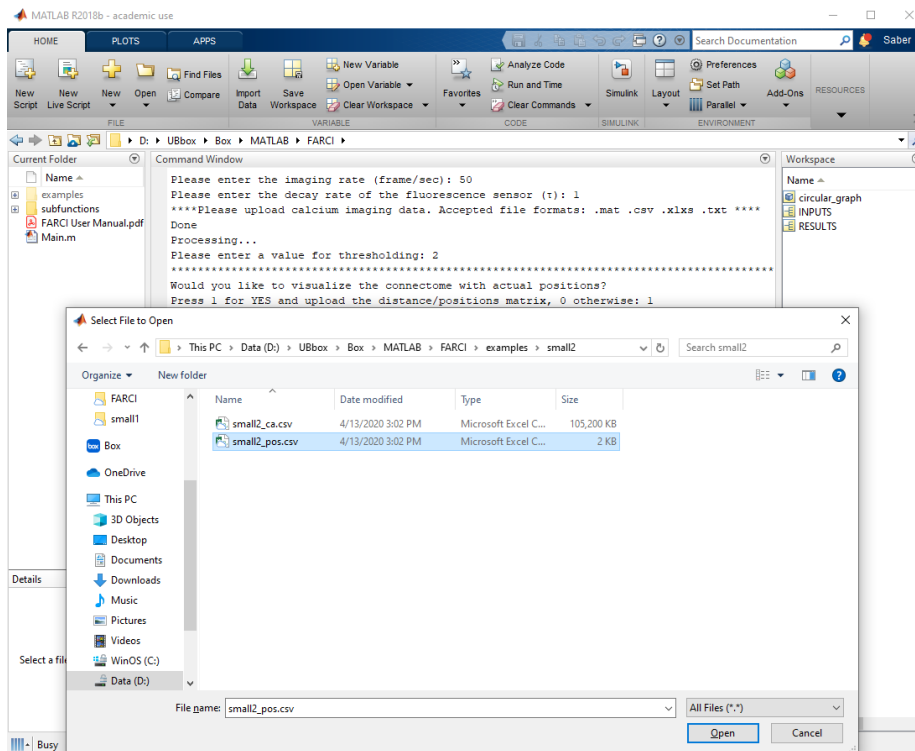 MATLAB R2018b - academic use
HOME PLOTS APPS
Search Documentation
Saber
New Script
New Live Script
New
Open
Find Files
Compare
Import Data
Save Workspace
New Variable
Open Variable
Clear Workspace
Favorites
Analyze Code
Run and Time
Clear Commands
Simulink
Layout
Preferences
Set Path
Parallel
Add-Ons
RESOURCES
FILE VARIABLE CODE SIMULINK ENVIRONMENT
D: UBbox Box MATLAB FARCI
Current Folder
Name
examples
subfunctions
FARCI User Manual.pdf
Main.m
Command Window
Please enter the imaging rate (frame/sec): 50
Please enter the decay rate of the fluorescence sensor (τ): 1
****Please upload calcium imaging data. Accepted file formats: .mat .csv .xlxs .txt ****
Done
Processing...
Please enter a value for thresholding: 2
******************************************************************************************
Would you like to visualize the connectome with actual positions?
Press 1 for YES and upload the distance/positions matrix, 0 otherwise: 1
Workspace
Name
circular_graph
INPUTS
RESULTS
Select File to Open
This PC Data (D:) UBbox Box MATLAB FARCI examples small2
Search small2
Organize New folder
FARCI
small1
Box
OneDrive
This PC
3D Objects
Desktop
Documents
Downloads
Music
Pictures
Videos
WinOS (C:)
Data (D:)
Name Date modified Type Size
small2_ca.csv 4/13/2020 3:02 PM Microsoft Excel C... 105,200 KB
small2_pos.csv 4/13/2020 3:02 PM Microsoft Excel C... 2 KB
File name: small2_pos.csv
All Files (*.*)
Open Cancel
Details
Select a file
Busy